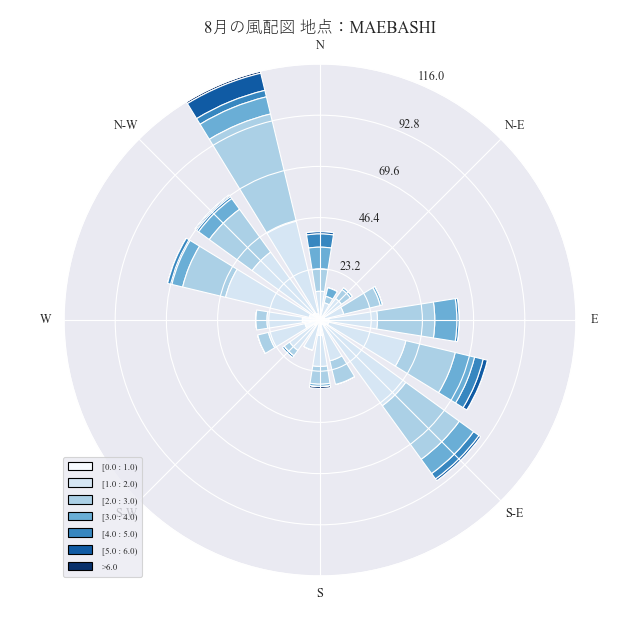 8月の風配図 地点：MAEBASHI
N
116.0
N-W
92.8
N-E
69.6
46.4
23.2
W
E
[0.0 : 1.0)
[1.0 : 2.0)
[2.0 : 3.0)
S-W
[3.0 : 4.0)
S-E
[4.0 : 5.0)
[5.0 : 6.0)
>6.0
S